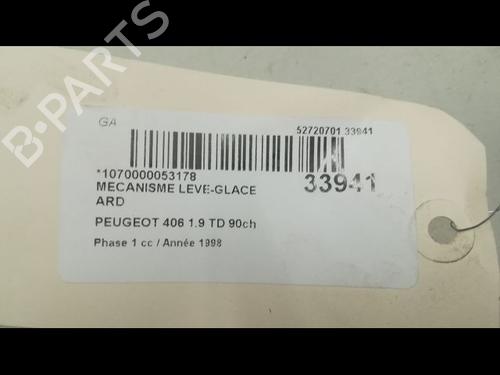 GA
52720701 33941
*1070000053178
MECANISME LEVE-GLACE
33941
ARD
PEUGEOT 406 1.9 TD 90ch
Phase 1 cc / Année 1998
B-PARTS